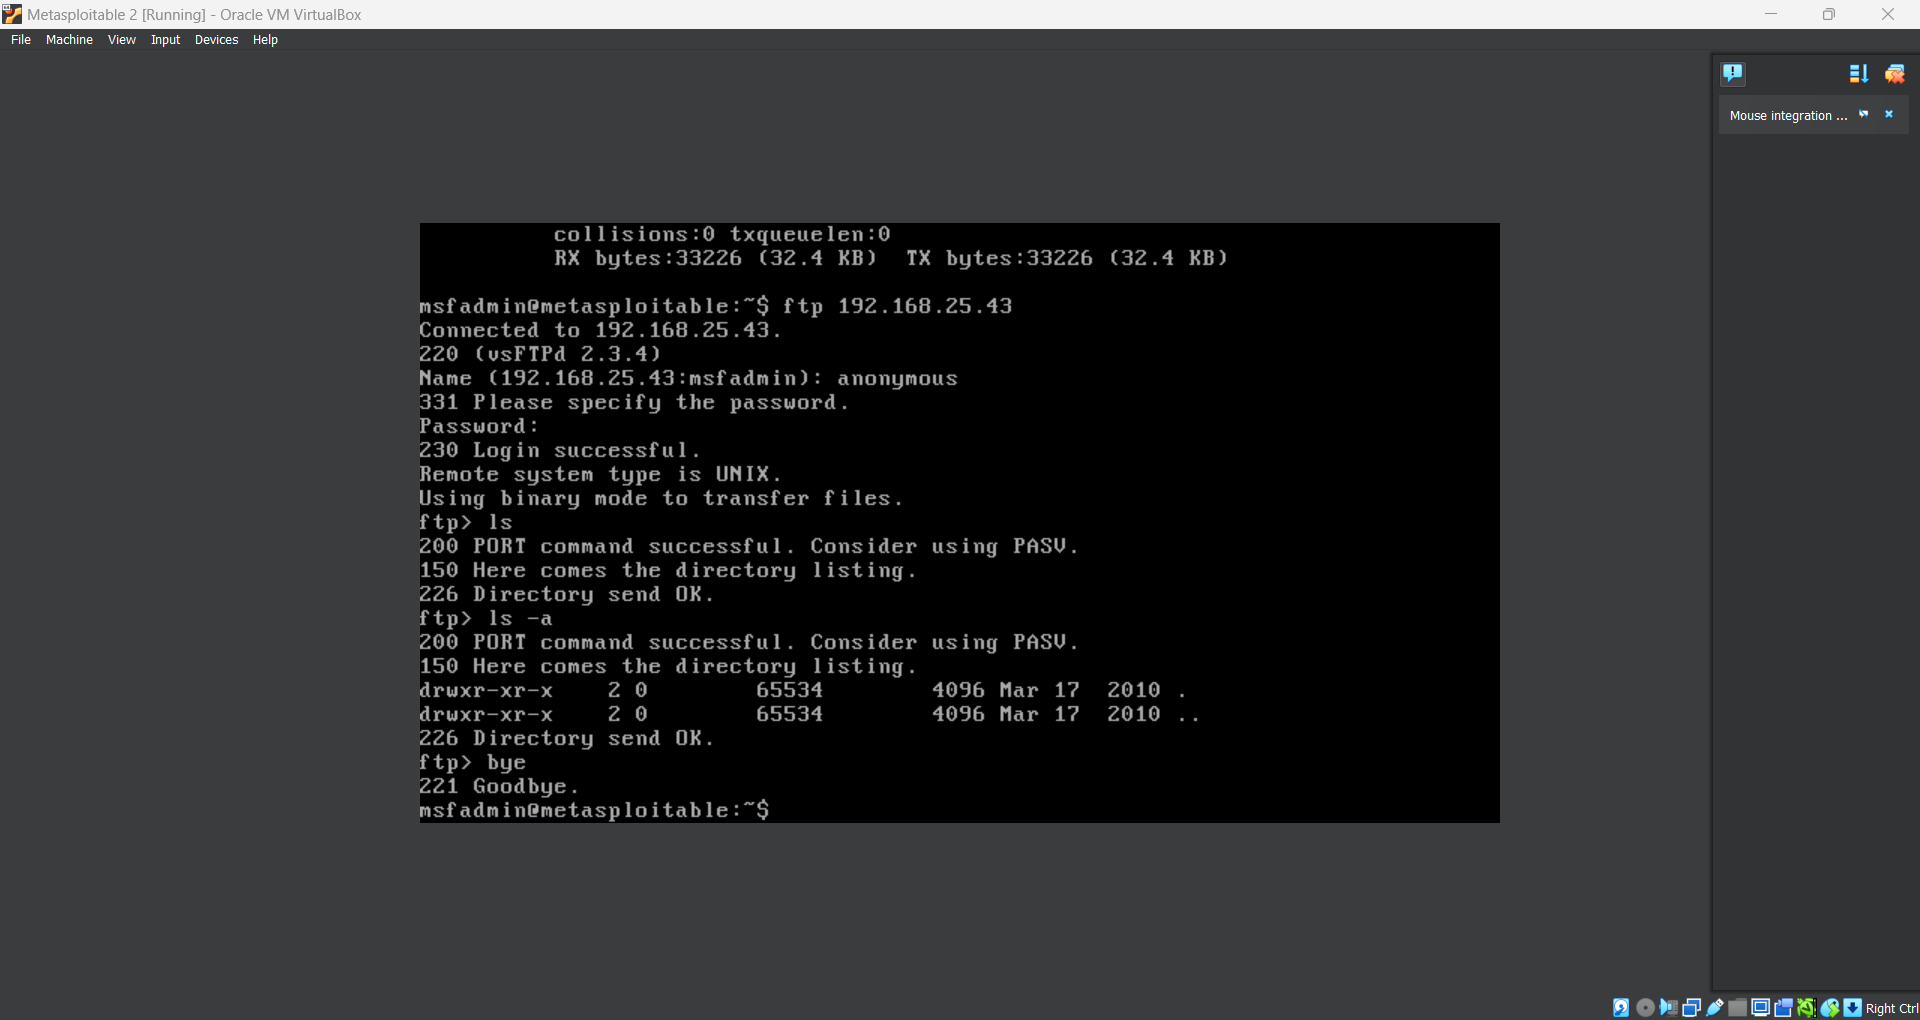 Metasploitable 2 [Running] - Oracle VM VirtualBox
File Machine View Input Devices Help
Mouse integration ...
collisions:0 txqueuelen:0
RX bytes:33226 (32.4 KB)  TX bytes:33226 (32.4 KB)
msfadmin@metasploitable:~$ ftp 192.168.25.43
Connected to 192.168.25.43.
220 (vsFTPd 2.3.4)
Name (192.168.25.43:msfadmin): anonymous
331 Please specify the password.
Password:
230 Login successful.
Remote system type is UNIX.
Using binary mode to transfer files.
ftp> ls
200 PORT command successful. Consider using PASV.
150 Here comes the directory listing.
226 Directory send OK.
ftp> ls -a
200 PORT command successful. Consider using PASV.
150 Here comes the directory listing.
drwxr-xr-x    2 0        65534        4096 Mar 17  2010 .
drwxr-xr-x    2 0        65534        4096 Mar 17  2010 ..
226 Directory send OK.
ftp> bye
221 Goodbye.
msfadmin@metasploitable:~$
Right Ctrl